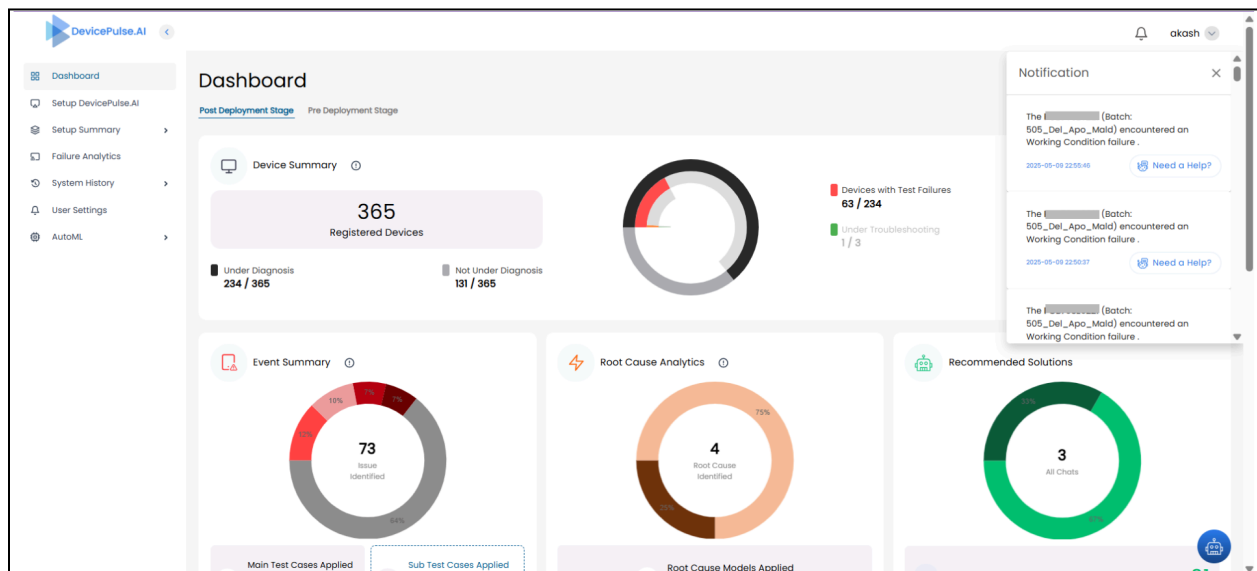 DevicePulse.AI
akash
Dashboard
Setup DevicePulse.AI
Setup Summary
Failure Analytics
System History
User Settings
AutoML
Dashboard
Post Deployment Stage
Pre Deployment Stage
Device Summary
365
Registered Devices
Under Diagnosis
234 / 365
Not Under Diagnosis
131 / 365
Devices with Test Failures
63 / 234
Under Troubleshooting
1 / 3
Notification
The (Batch:
505_Del_Apo_Mald) encountered an
Working Condition failure .
2025-05-09 22:55:46
Need a Help?
The (Batch:
505_Del_Apo_Mald) encountered an
Working Condition failure .
2025-05-09 22:50:37
Need a Help?
The (Batch:
505_Del_Apo_Mald) encountered an
Working Condition failure .
Event Summary
10%
7%
7%
64%
73
Issue
Identified
Main Test Cases Applied
Sub Test Cases Applied
Root Cause Analytics
75%
25%
4
Root Cause
Identified
Root Cause Models Applied
Recommended Solutions
33%
67%
3
All Chats